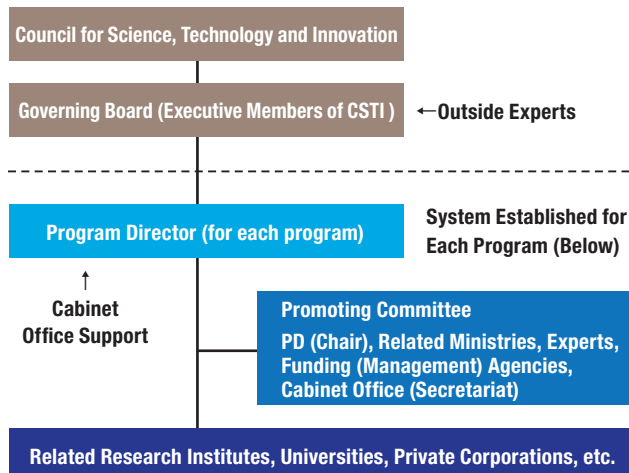 Council for Science, Technology and Innovation
Governing Board (Executive Members of CSTI )
←Outside Experts
Program Director (for each program)
System Established for
Each Program (Below)
↑
Cabinet
Office Support
Promoting Committee
PD (Chair), Related Ministries, Experts,
Funding (Management) Agencies,
Cabinet Office (Secretariat)
Related Research Institutes, Universities, Private Corporations, etc.